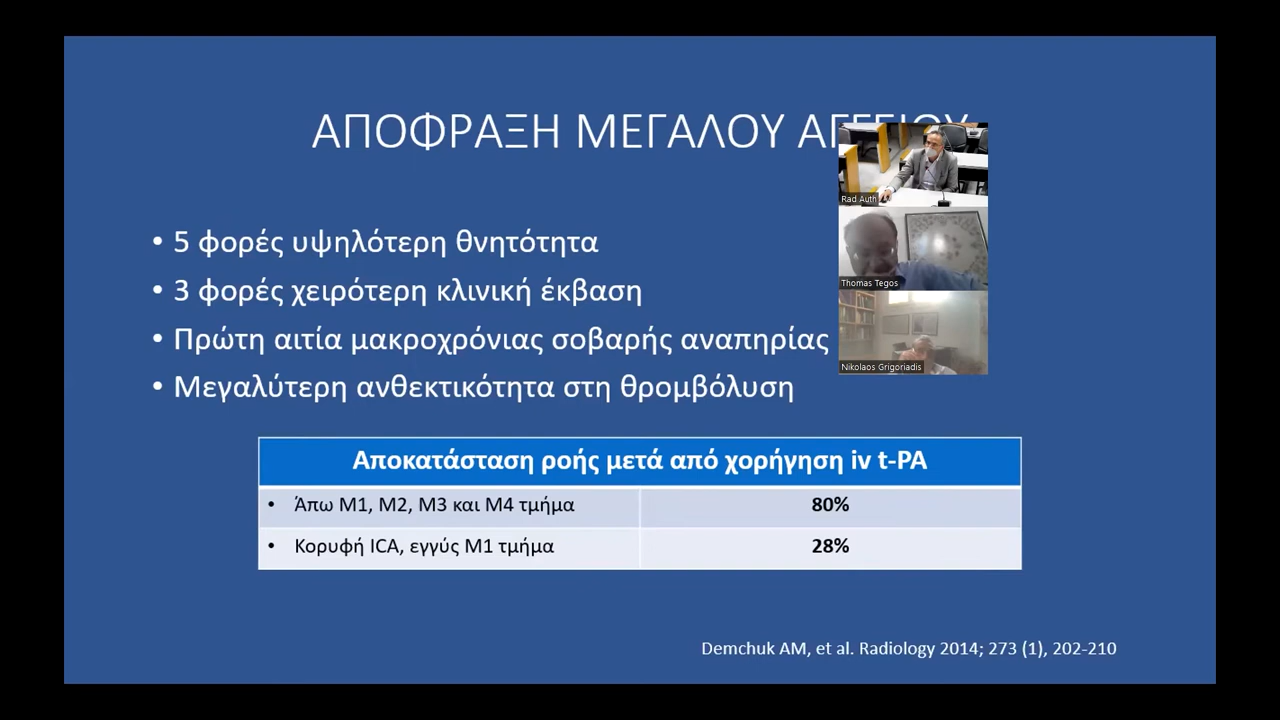 ΑΠΟΦΡΑΞΗ ΜΕΓΑΛΟΥ
• 5 φορές υψηλότερη θνητότητα
• 3 φορές χειρότερη κλινική έκβαση
• Πρώτη αιτία μακροχρόνιας σοβαρής αναπηρίας
• Μεγαλύτερη ανθεκτικότητα στη θρομβόλυση
Rad Auth
Thomas Tegos
Nikolaos Grigoriadis
Αποκατάσταση ροής μετά από χορήγηση iv t-PA
• Άπω M1, M2, M3 και M4 τμήμα 80%
• Κορυφή ICA, εγγύς M1 τμήμα 28%
Demchuk AM, et al. Radiology 2014; 273 (1), 202-210